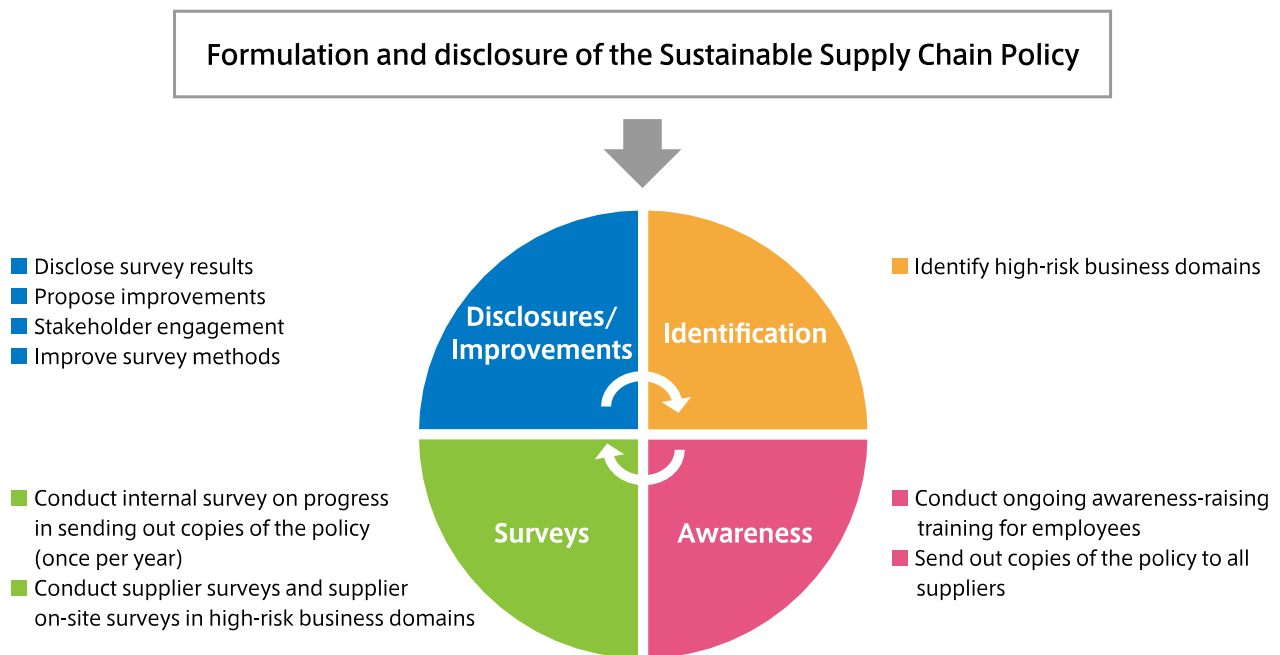 Formulation and disclosure of the Sustainable Supply Chain Policy
Disclose survey results
Propose improvements
Stakeholder engagement
Improve survey methods
Disclosures/
Improvements
Identification
Identify high-risk business domains
Conduct internal survey on progress
in sending out copies of the policy
(once per year)
Conduct supplier surveys and supplier
on-site surveys in high-risk business domains
Surveys
Awareness
Conduct ongoing awareness-raising
training for employees
Send out copies of the policy to all
suppliers